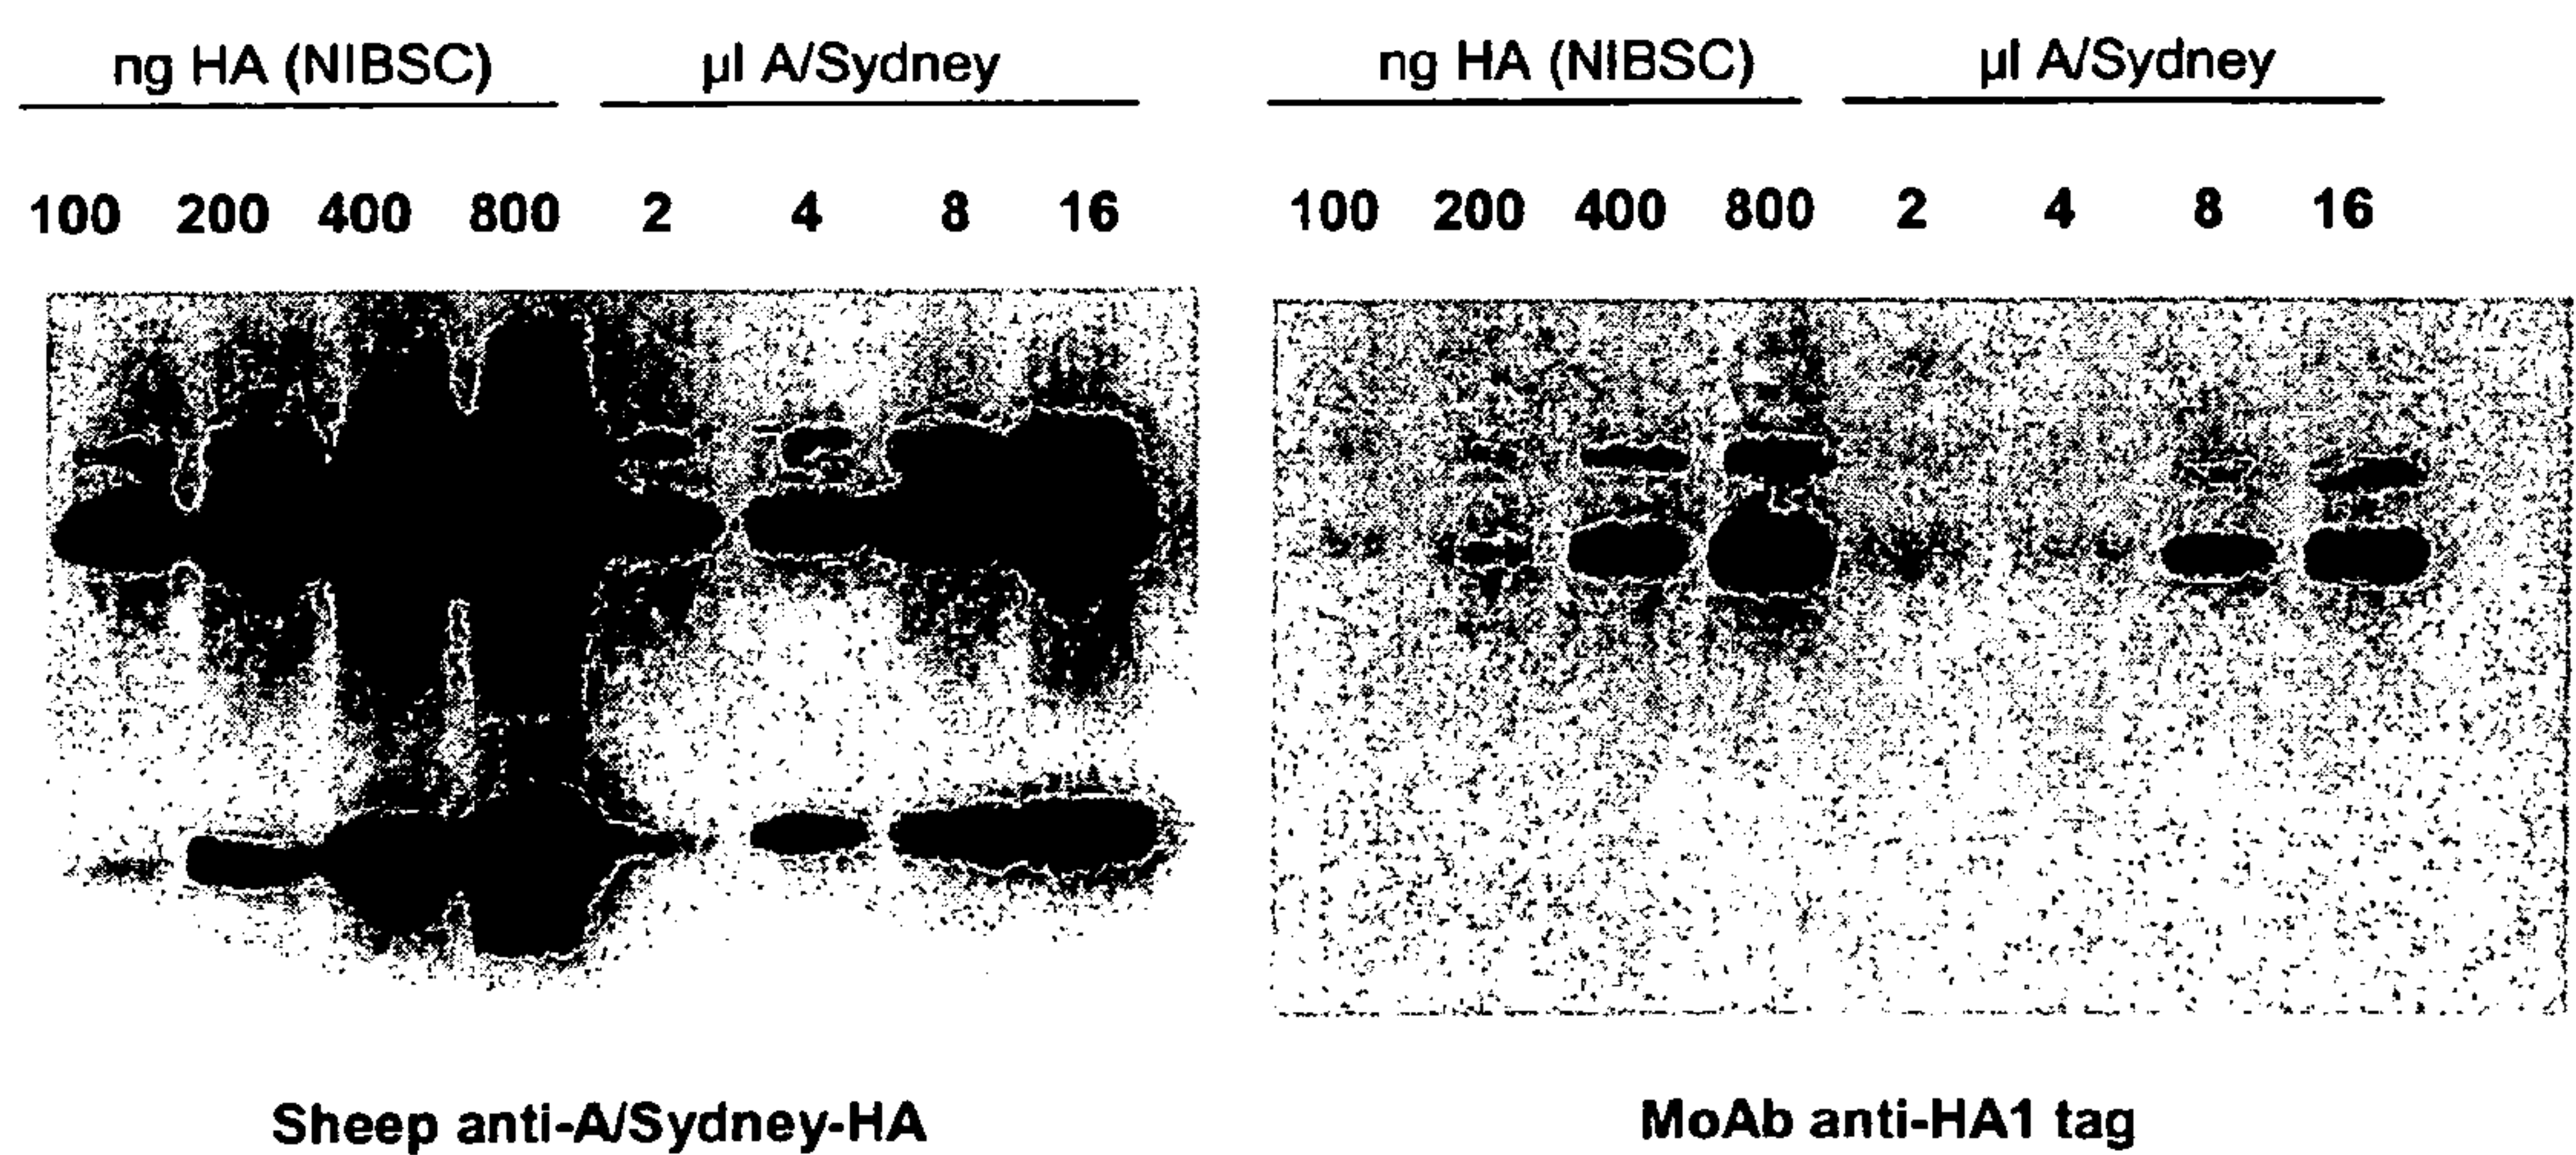 ng HA (NIBSC) µl A/Sydney ng HA (NIBSC) µl A/Sydney
100 200 400 800 2 4 8 16 100 200 400 800 2 4 8 16
Sheep anti-A/Sydney-HA MoAb anti-HA1 tag